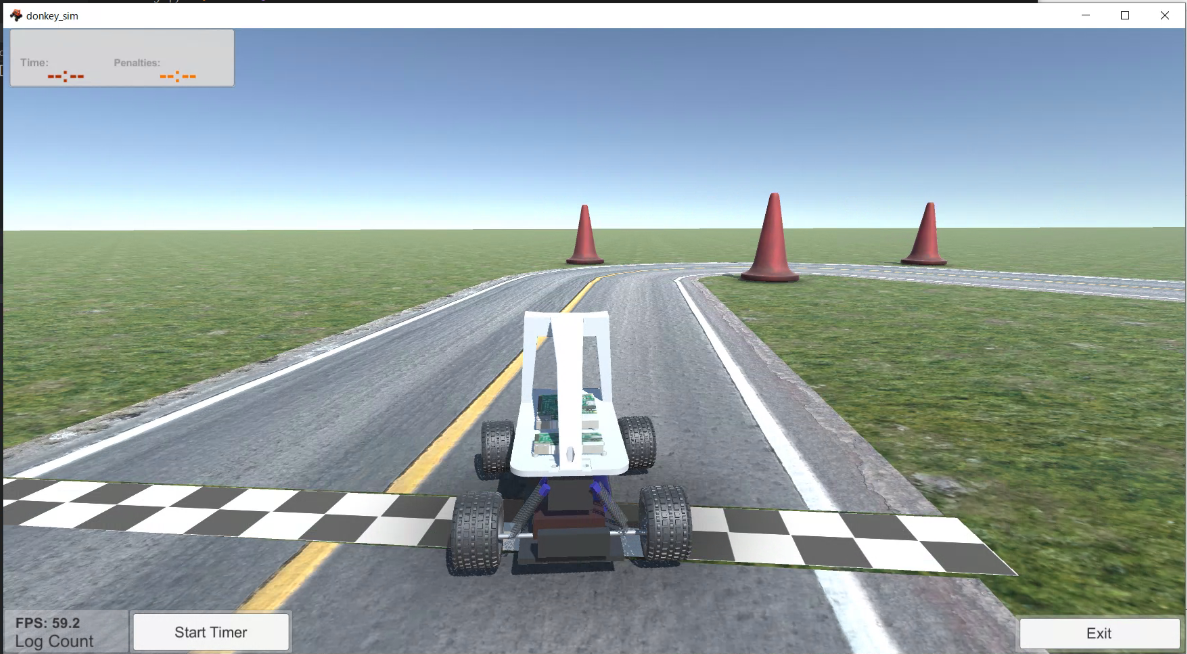 donkey_sim
Time: Penalties:
--:-- --:--
FPS: 59.2
Log Count
Start Timer
Exit